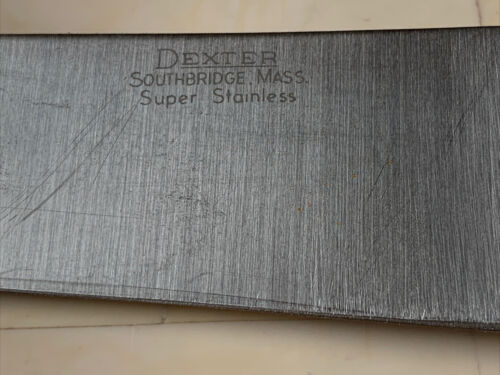 DEXTER
SOUTHBRIDGE, MASS.
Super Stainless